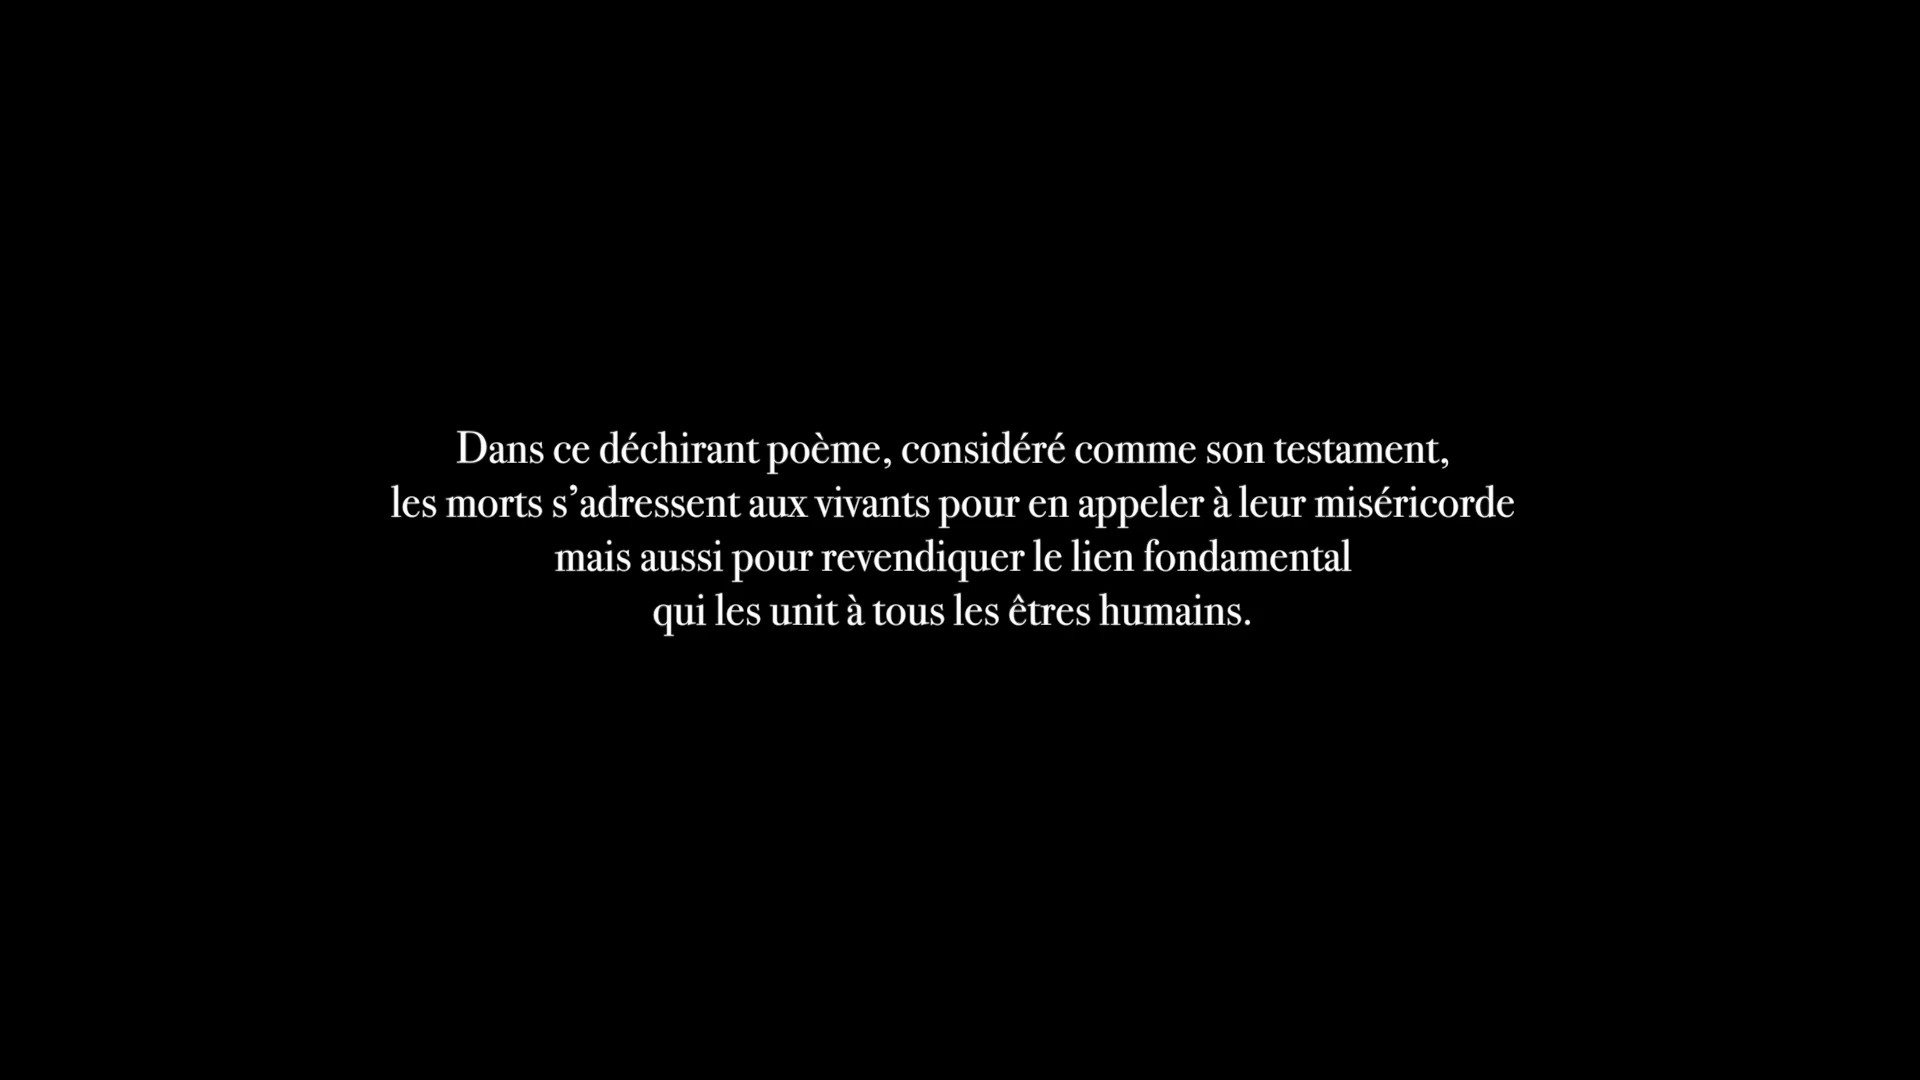 Dans ce déchirant poème, considéré comme son testament,
les morts s’adressent aux vivants pour en appeler à leur miséricorde
mais aussi pour revendiquer le lien fondamental
qui les unit à tous les êtres humains.